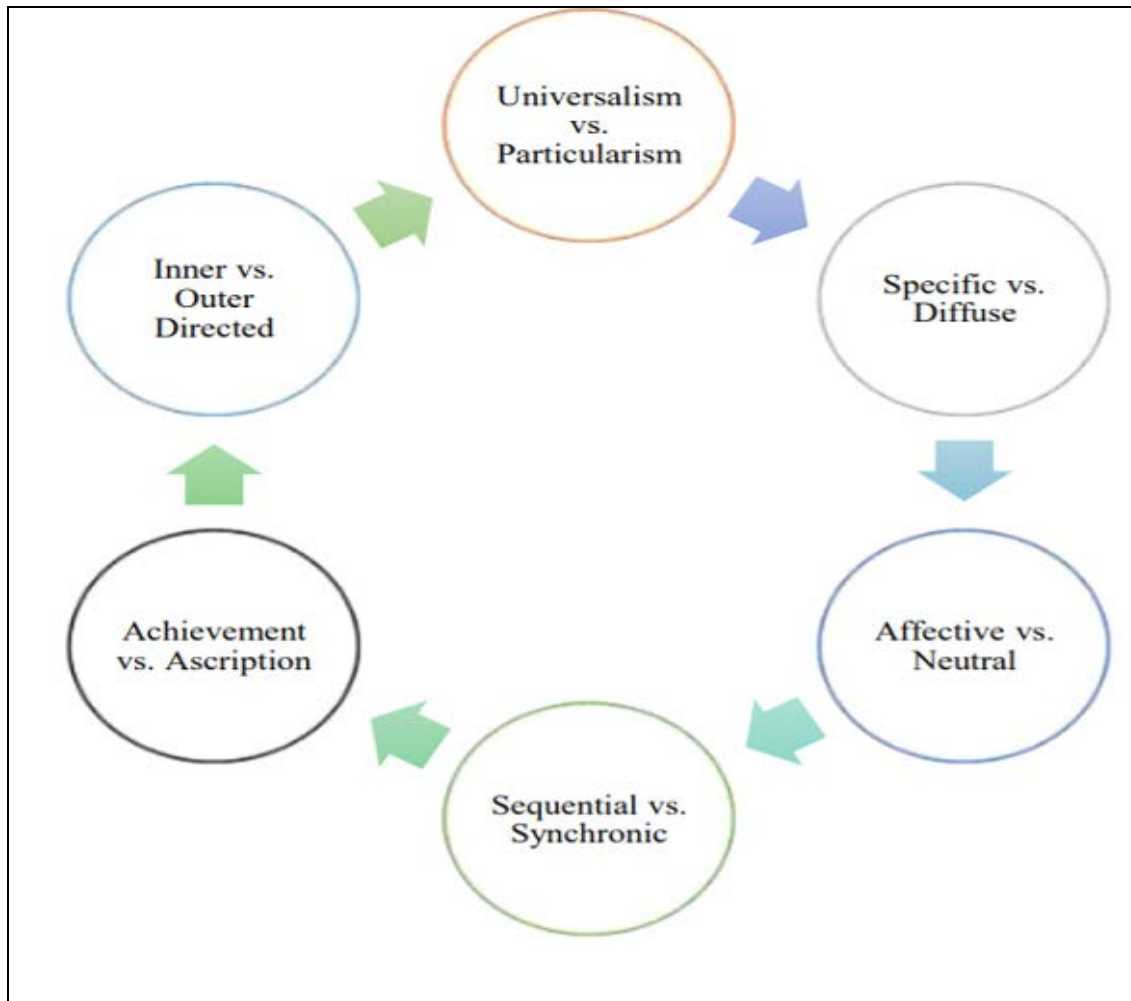 Universalism
vs.
Particularism
Specific vs.
Diffuse
Affective vs.
Neutral
Sequential vs.
Synchronic
Achievement
vs. Ascription
Inner vs.
Outer
Directed